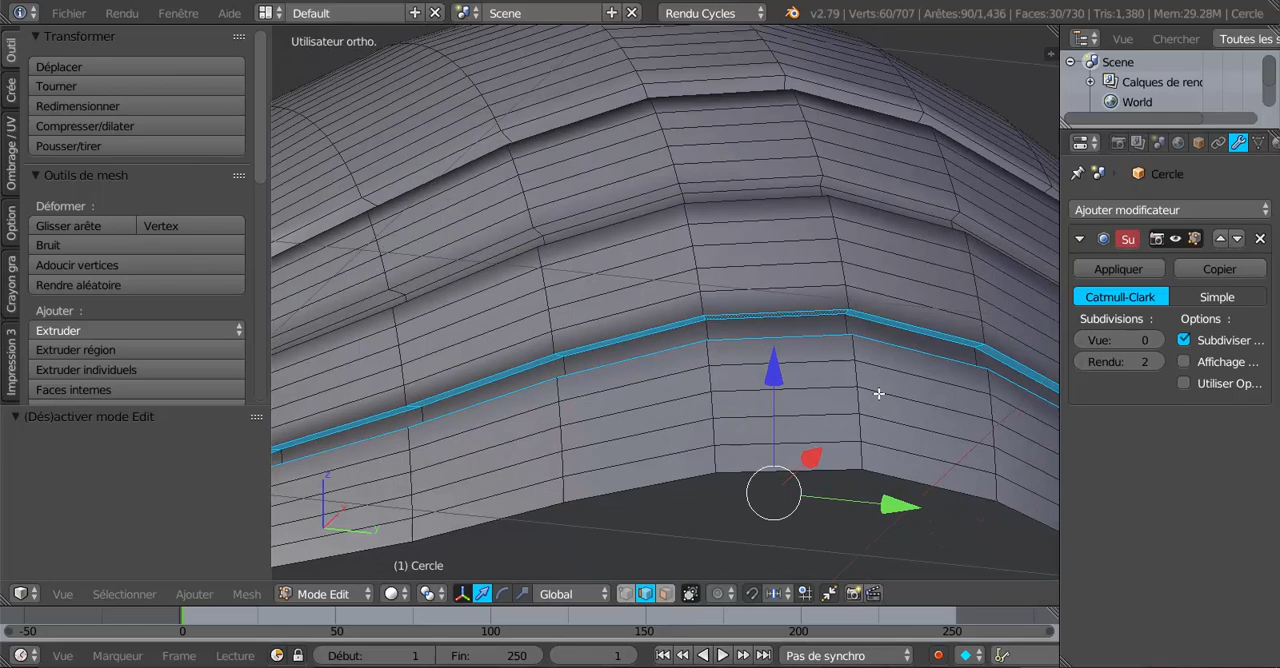 Fichier Rendu Fenêtre Aide Default Scene Rendu Cycles v2.79 | Verts:60/707 | Arêtes:90/1,436 | Faces:30/730 | Tris:1,380 | Mem:29.28M | Cercle
Outil
Crée
Ombrage / UV
Option
Crayon gra
Impression 3
Transformer
Déplacer
Tourner
Redimensionner
Compresser/dilater
Pousser/tirer
Outils de mesh
Déformer :
Glisser arête Vertex
Bruit
Adoucir vertices
Rendre aléatoire
Ajouter :
Extruder
Extruder région
Extruder individuels
Faces internes
(Dés)activer mode Edit
Utilisateur ortho.
z
x
y
(1) Cercle
Vue Chercher Toutes les s
Scene
Calques de rend
World
Cercle
Ajouter modificateur
Su
Appliquer Copier
Catmull-Clark Simple
Subdivisions : Options :
Vue: 0 Subdiviser ...
Rendu: 2 Affichage ...
Utiliser Op...
Vue Sélectionner Ajouter Mesh Mode Edit Global
-50 0 50 100 150 200 250
Vue Marqueur Frame Lecture Début: 1 Fin: 250 1 Pas de synchro